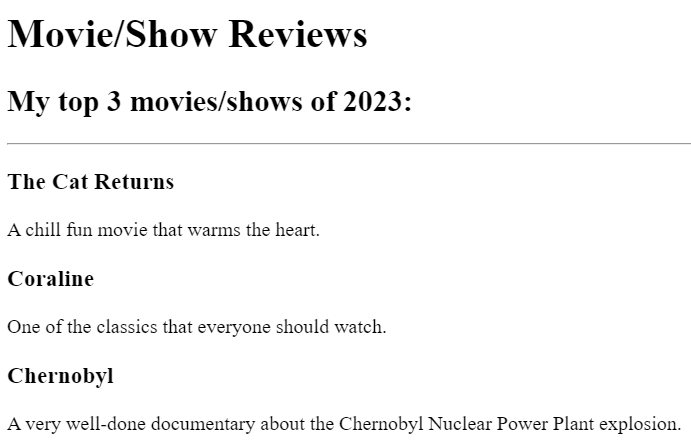 Movie/Show Reviews
My top 3 movies/shows of 2023:
The Cat Returns
A chill fun movie that warms the heart.
Coraline
One of the classics that everyone should watch.
Chernobyl
A very well-done documentary about the Chernobyl Nuclear Power Plant explosion.